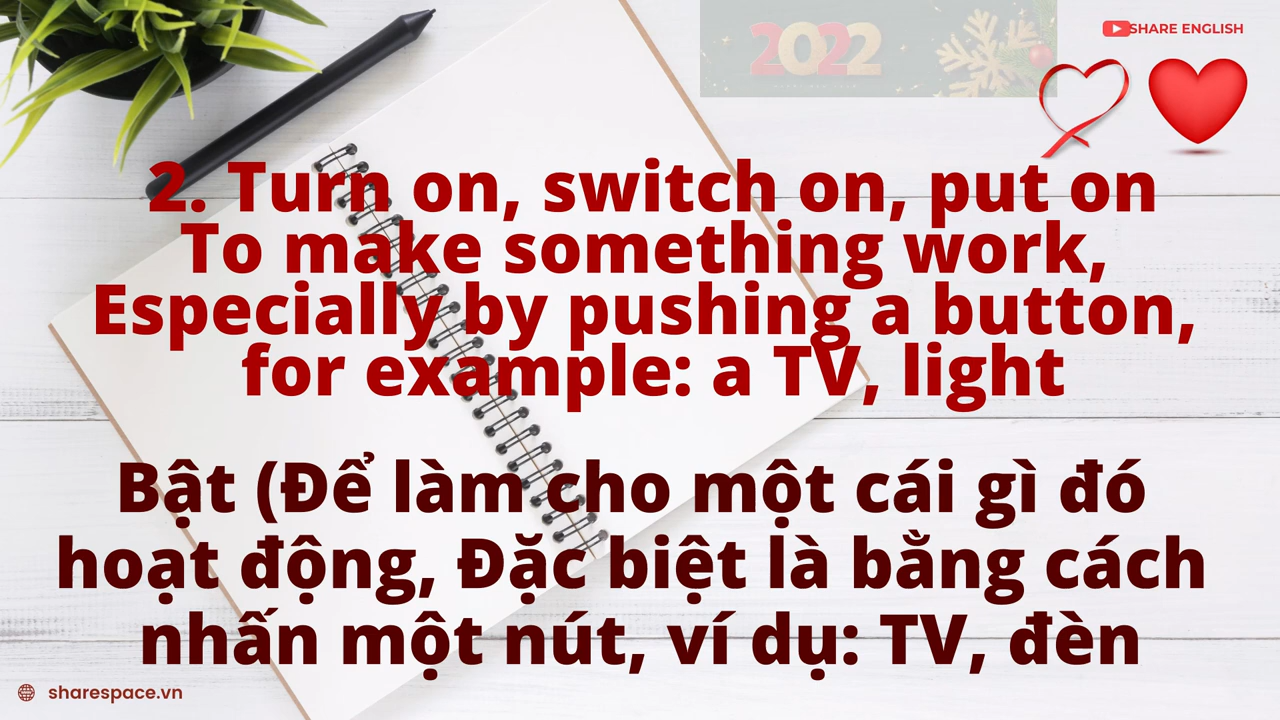 2022
SHARE ENGLISH
2. Turn on, switch on, put on
To make something work,
Especially by pushing a button,
for example: a TV, light
Bật (Để làm cho một cái gì đó
hoạt động, Đặc biệt là bằng cách
nhấn một nút, ví dụ: TV, đèn
sharespace.vn